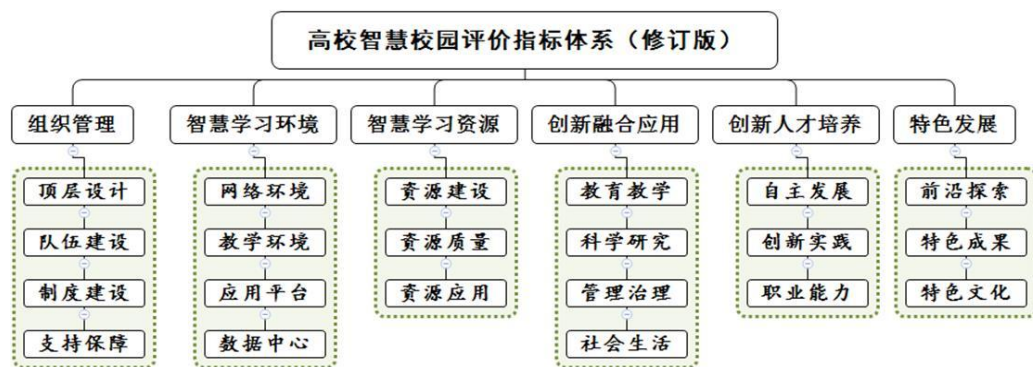 高校智慧校园评价指标体系（修订版）
组织管理
顶层设计
队伍建设
制度建设
支持保障
智慧学习环境
网络环境
教学环境
应用平台
数据中心
智慧学习资源
资源建设
资源质量
资源应用
创新融合应用
教育教学
科学研究
管理治理
社会生活
创新人才培养
自主发展
创新实践
职业能力
特色发展
前沿探索
特色成果
特色文化